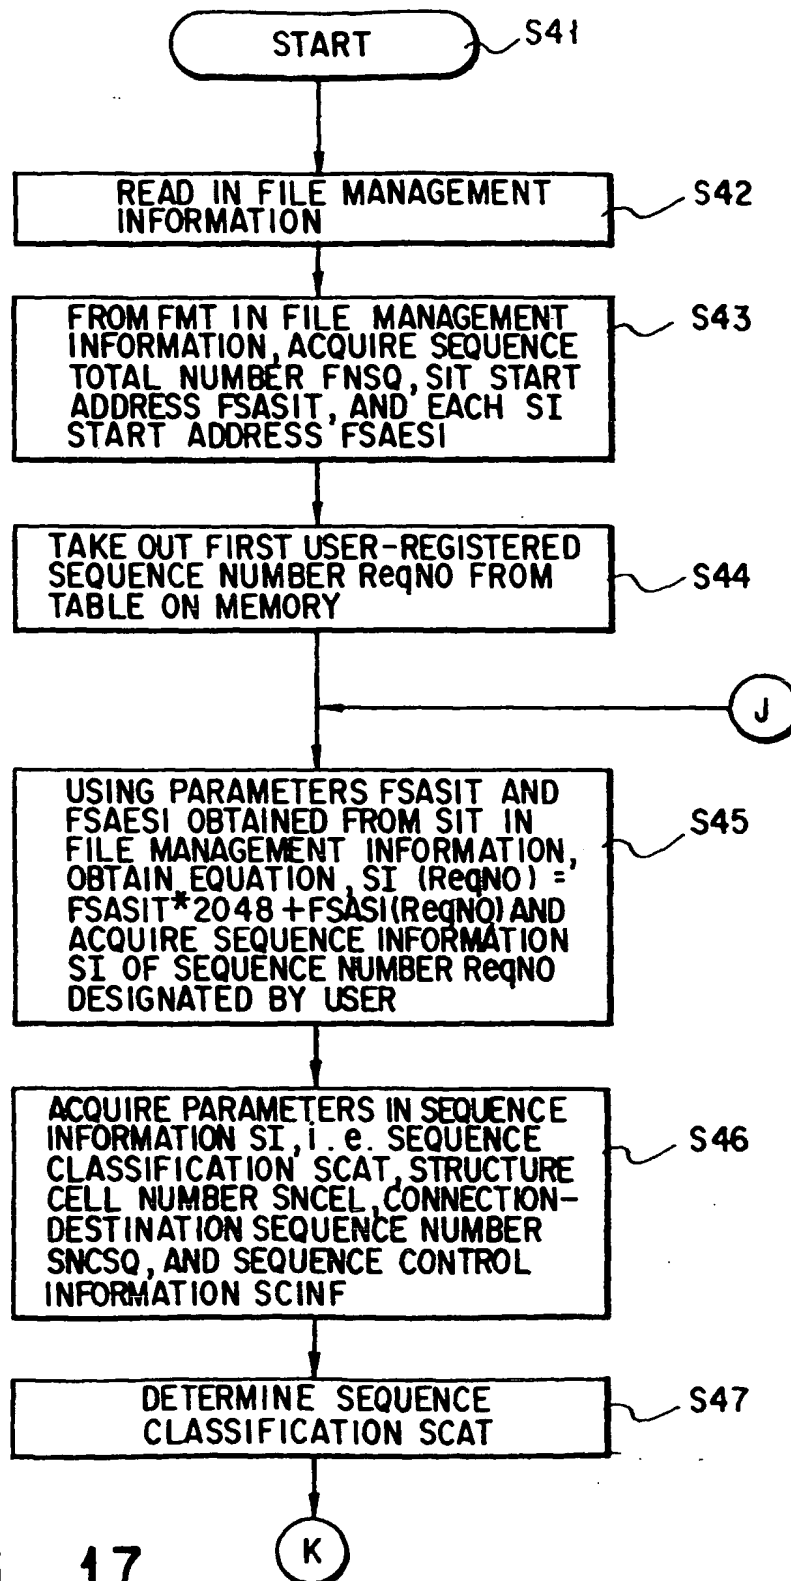 START
S41
READ IN FILE MANAGEMENT
INFORMATION
S42
FROM FMT IN FILE MANAGEMENT
INFORMATION, ACQUIRE SEQUENCE
TOTAL NUMBER FNSQ, SIT START
ADDRESS FSASIT, AND EACH SI
START ADDRESS FSAESI
S43
TAKE OUT FIRST USER-REGISTERED
SEQUENCE NUMBER ReqNO FROM
TABLE ON MEMORY
S44
J
USING PARAMETERS FSASIT AND
FSAESI OBTAINED FROM SIT IN
FILE MANAGEMENT INFORMATION,
OBTAIN EQUATION, SI (ReqNO) =
FSASIT*2048+FSASI(ReqNO) AND
ACQUIRE SEQUENCE INFORMATION
SI OF SEQUENCE NUMBER ReqNO
DESIGNATED BY USER
S45
ACQUIRE PARAMETERS IN SEQUENCE
INFORMATION SI, i.e. SEQUENCE
CLASSIFICATION SCAT, STRUCTURE
CELL NUMBER SNCEL, CONNECTION-
DESTINATION SEQUENCE NUMBER
SNCSQ, AND SEQUENCE CONTROL
INFORMATION SCINF
S46
DETERMINE SEQUENCE
CLASSIFICATION SCAT
S47
K
17